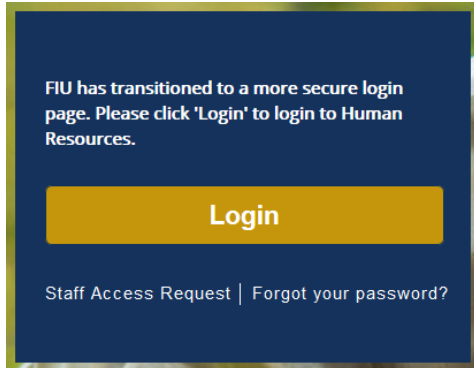 FIU has transitioned to a more secure login
page. Please click 'Login' to login to Human
Resources.
Login
Staff Access Request | Forgot your password?